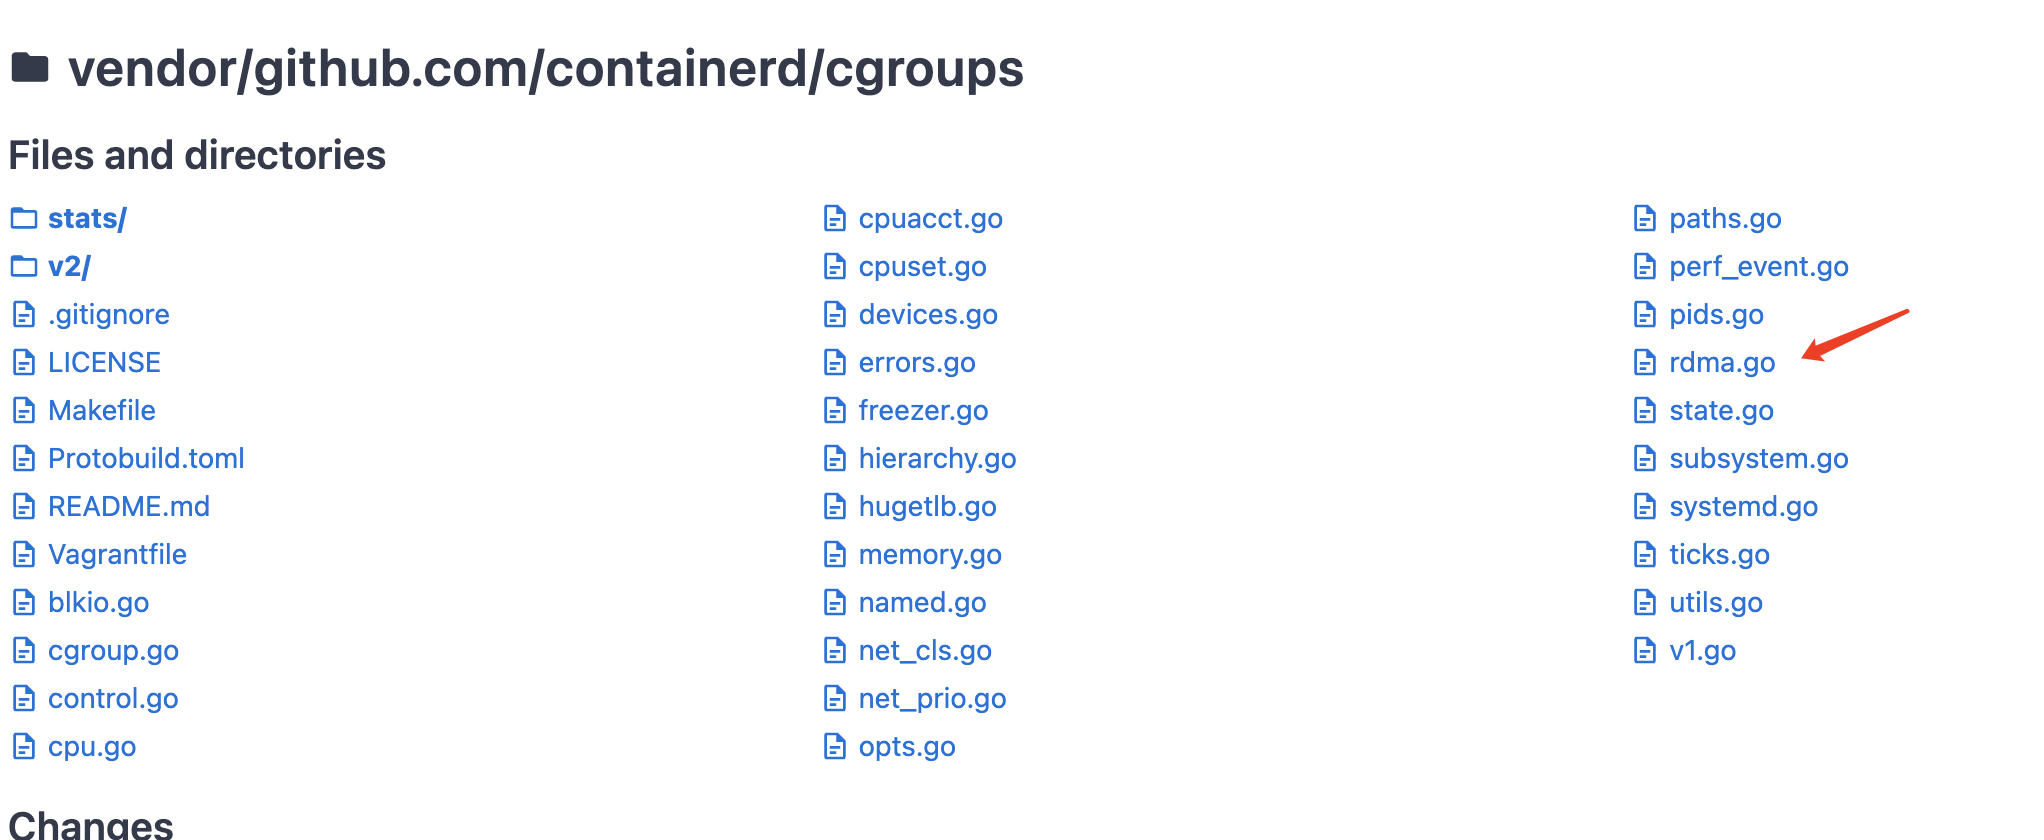 vendor/github.com/containerd/cgroups
Files and directories
stats/
v2/
.gitignore
LICENSE
Makefile
Protobuild.toml
README.md
Vagrantfile
blkio.go
cgroup.go
control.go
cpu.go
cpuacct.go
cpuset.go
devices.go
errors.go
freezer.go
hierarchy.go
hugetlb.go
memory.go
named.go
net_cls.go
net_prio.go
opts.go
paths.go
perf_event.go
pids.go
rdma.go
state.go
subsystem.go
systemd.go
ticks.go
utils.go
v1.go
Changes